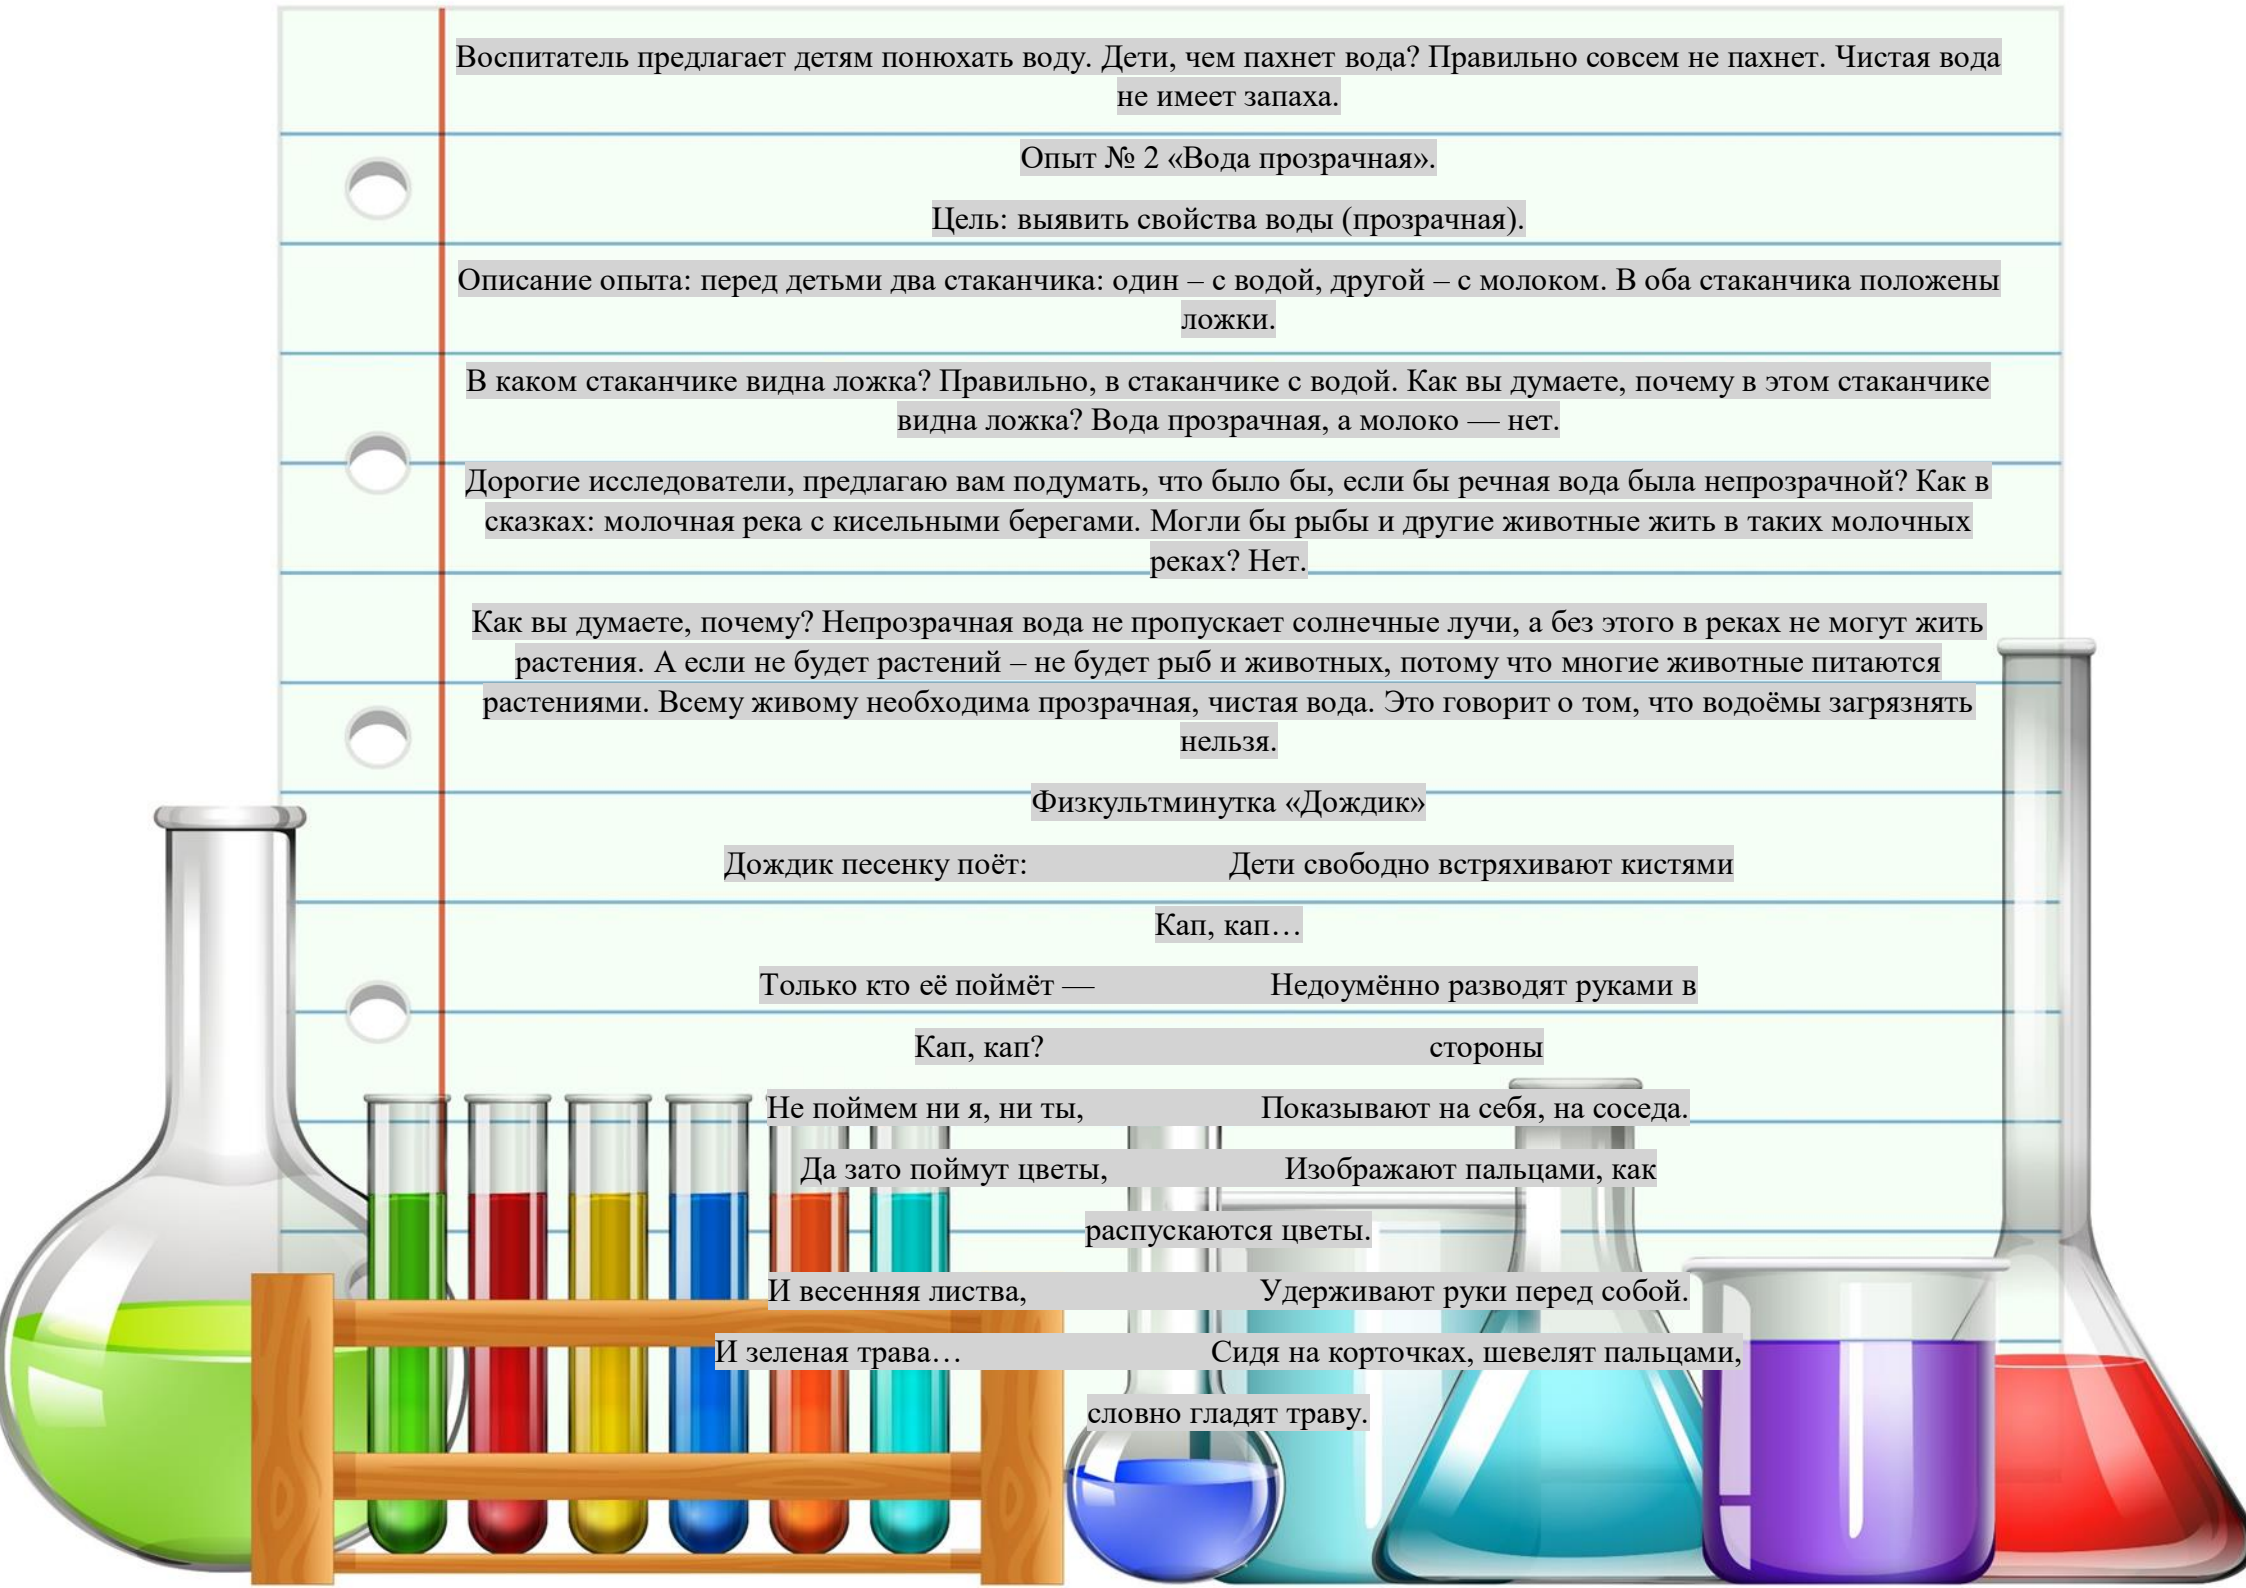 Воспитатель предлагает детям понюхать воду. Дети, чем пахнет вода? Правильно совсем не пахнет. Чистая вода
не имеет запаха.
Опыт № 2 «Вода прозрачная».
Цель: выявить свойства воды (прозрачная).
Описание опыта: перед детьми два стаканчика: один – с водой, другой – с молоком. В оба стаканчика положены
ложки.
В каком стаканчике видна ложка? Правильно, в стаканчике с водой. Как вы думаете, почему в этом стаканчике
видна ложка? Вода прозрачная, а молоко — нет.
Дорогие исследователи, предлагаю вам подумать, что было бы, если бы речная вода была непрозрачной? Как в
сказках: молочная река с кисельными берегами. Могли бы рыбы и другие животные жить в таких молочных
реках? Нет.
Как вы думаете, почему? Непрозрачная вода не пропускает солнечные лучи, а без этого в реках не могут жить
растения. А если не будет растений – не будет рыб и животных, потому что многие животные питаются
растениями. Всему живому необходима прозрачная, чистая вода. Это говорит о том, что водоёмы загрязнять
нельзя.
Физкультминутка «Дождик»
Дождик песенку поёт: Дети свободно встряхивают кистями
Кап, кап…
Только кто её поймёт — Недоумённо разводят руками в
Кап, кап? стороны
Не поймем ни я, ни ты, Показывают на себя, на соседа.
Да зато поймут цветы, Изображают пальцами, как
распускаются цветы.
И весенняя листва, Удерживают руки перед собой.
И зеленая трава… Сидя на корточках, шевелят пальцами,
словно гладят траву.